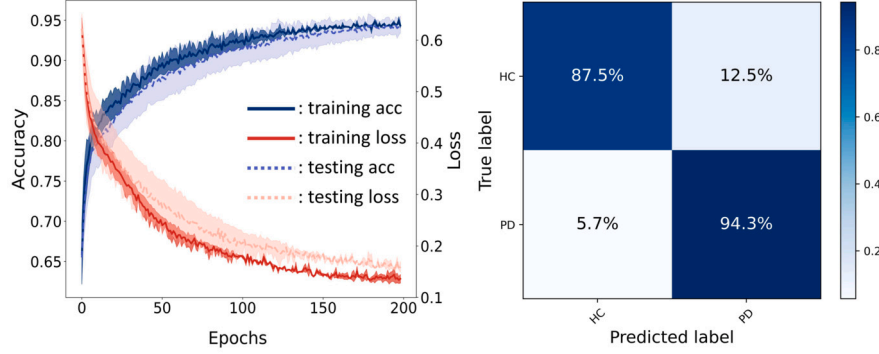 0.95
0.90
0.85
0.80
0.75
0.70
0.65
Accuracy
0.6
0.5
0.4
0.3
0.2
0.1
Loss
: training acc
: training loss
: testing acc
: testing loss
0
50
100
150
200
Epochs
True label
HC
PD
87.5%
12.5%
5.7%
94.3%
HC
PD
Predicted label
0.8
0.6
0.4
0.2